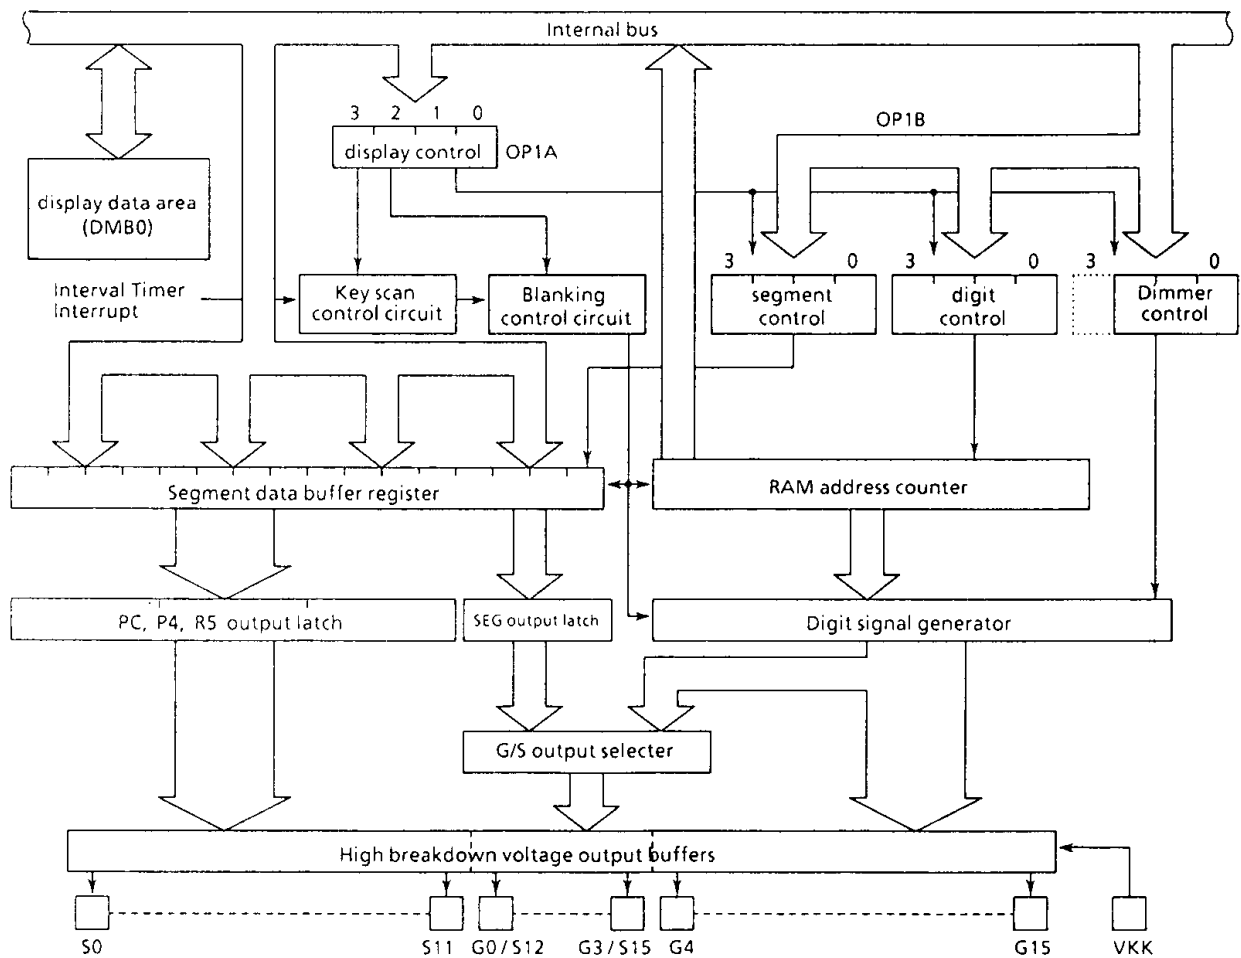 Internal bus
3 2 1 0
display control
OP1A
OP1B
display data area
(DMB0)
Interval Timer
Interrupt
Key scan
control circuit
Blanking
control circuit
3 0
segment
control
3 0
digit
control
3 0
Dimmer
control
Segment data buffer register
RAM address counter
PC, P4, R5 output latch
SEG output latch
Digit signal generator
G/S output selecter
High breakdown voltage output buffers
S0
S11
G0 / S12
G3 / S15
G4
G15
VKK